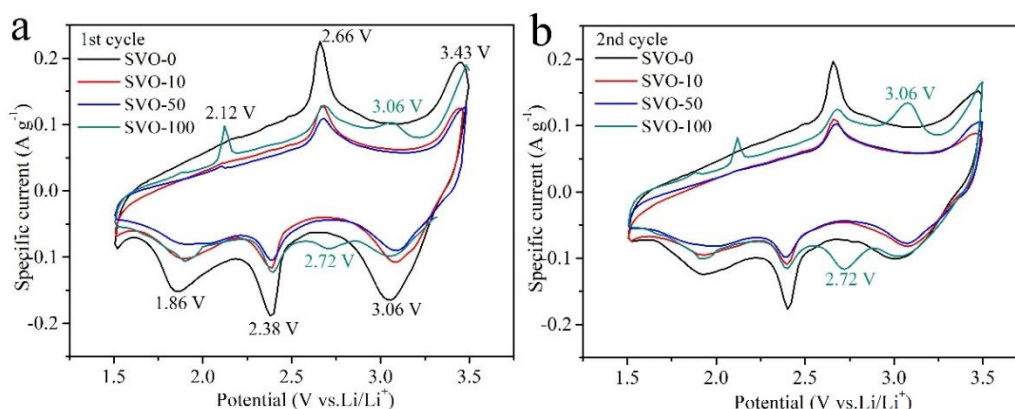 a
1st cycle
SVO-0
SVO-10
SVO-50
SVO-100
2.66 V
3.43 V
2.12 V
3.06 V
2.72 V
1.86 V
2.38 V
3.06 V
0.2
0.1
0.0
-0.1
-0.2
Specific current (A g⁻¹)
1.5 2.0 2.5 3.0 3.5
Potential (V vs.Li/Li⁺)
b
2nd cycle
SVO-0
SVO-10
SVO-50
SVO-100
3.06 V
2.72 V
0.2
0.1
0.0
-0.1
-0.2
Specific current (A g⁻¹)
1.5 2.0 2.5 3.0 3.5
Potential (V vs.Li/Li⁺)